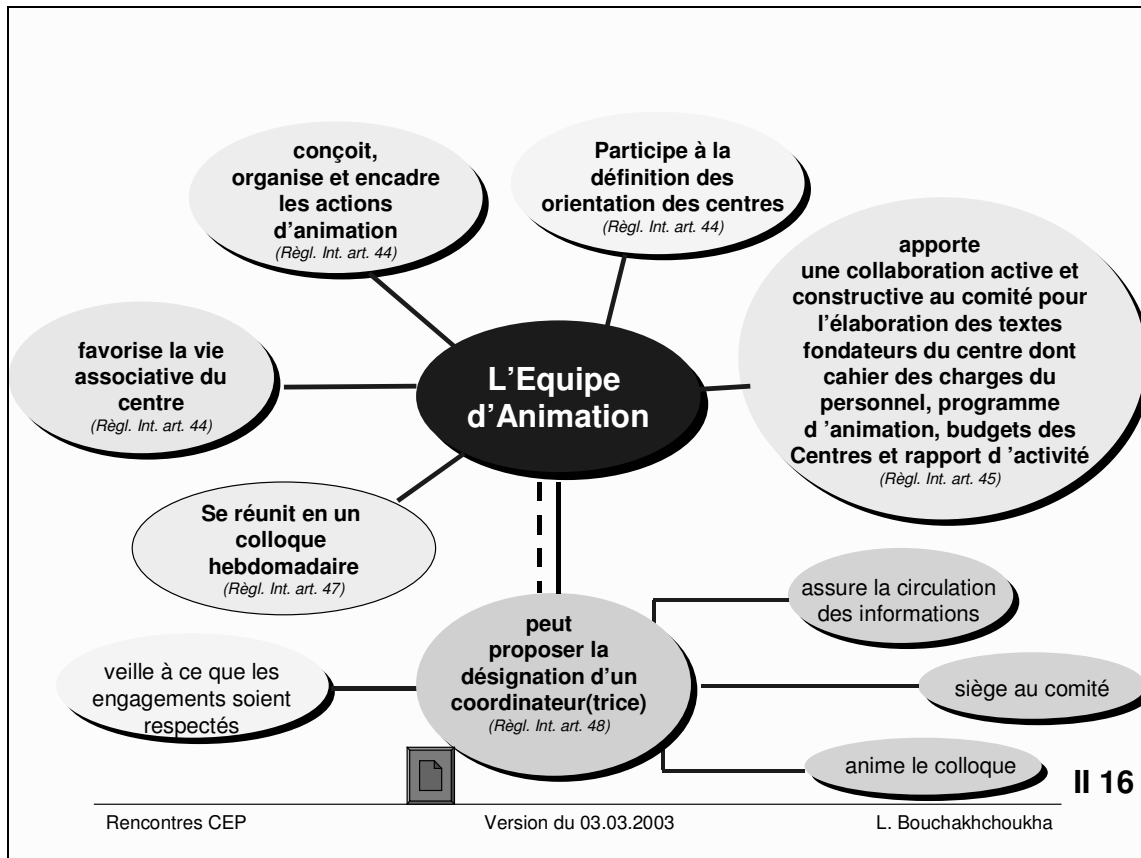 conçoit,
organise et encadre
les actions
d'animation
(Règl. Int. art. 44)
Participe à la
définition des
orientation des centres
(Règl. Int. art. 44)
apporte
une collaboration active et
constructive au comité pour
l'élaboration des textes
fondateurs du centre dont
cahier des charges du
personnel, programme
d 'animation, budgets des
Centres et rapport d 'activité
(Règl. Int. art. 45)
favorise la vie
associative du
centre
(Règl. Int. art. 44)
L'Equipe
d'Animation
Se réunit en un
colloque
hebdomadaire
(Règl. Int. art. 47)
peut
proposer la
désignation d'un
coordinateur(trice)
(Règl. Int. art. 48)
assure la circulation
des informations
veille à ce que les
engagements soient
respectés
siège au comité
anime le colloque
II 16
Rencontres CEP
Version du 03.03.2003
L. Bouchakhchoukha